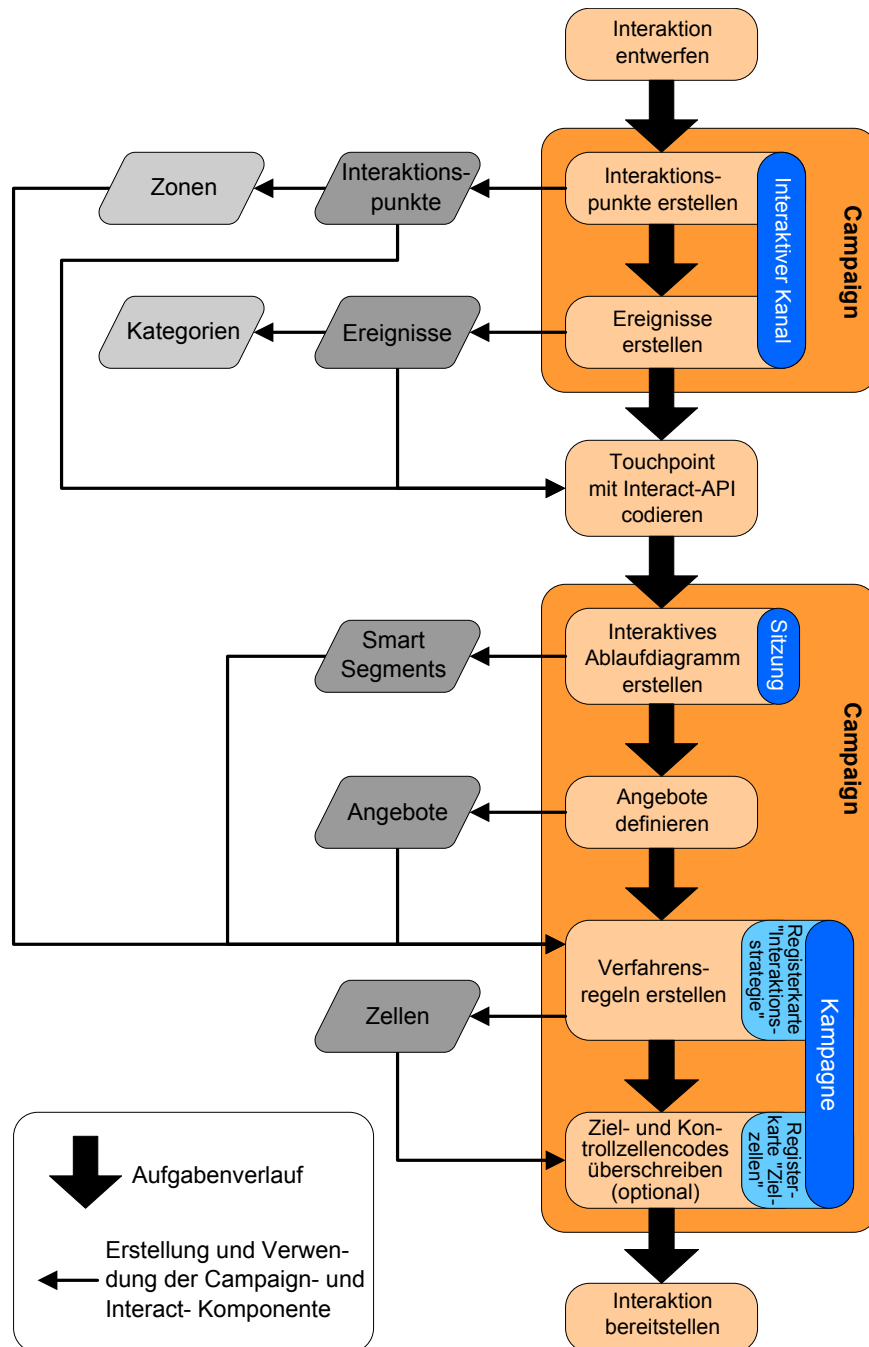 Interaktion
entwerfen
Zonen
Interaktions-
punkte
Interaktions-
punkte erstellen
Interaktiver Kanal
Campaign
Kategorien
Ereignisse
Ereignisse
erstellen
Touchpoint
mit Interact-API
codieren
Smart
Segments
Interaktives
Ablaufdiagramm
erstellen
Sitzung
Campaign
Angebote
Angebote
definieren
Verfahrens-
regeln erstellen
Registerkarte
"Interaktions-
strategie"
Kampagne
Zellen
Ziel- und Kon-
trollzellencodes
überschreiben
(optional)
Register-
karte "Ziel-
zellen"
Aufgabenverlauf
Erstellung und Verwen-
dung der Campaign- und
Interact- Komponente
Interaktion
bereitstellen